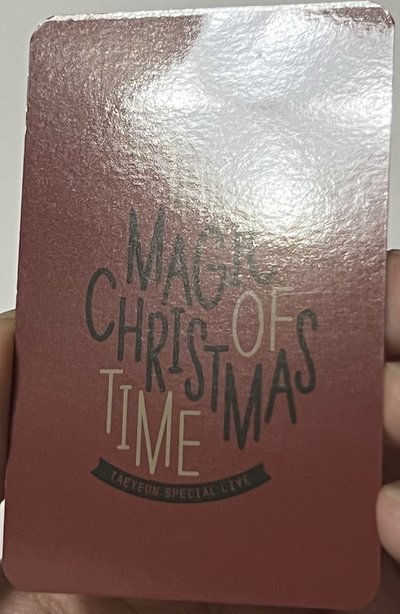 MAGIC
OF
CHRISTMAS
TIME
TAEYEON SPECIAL LIVE